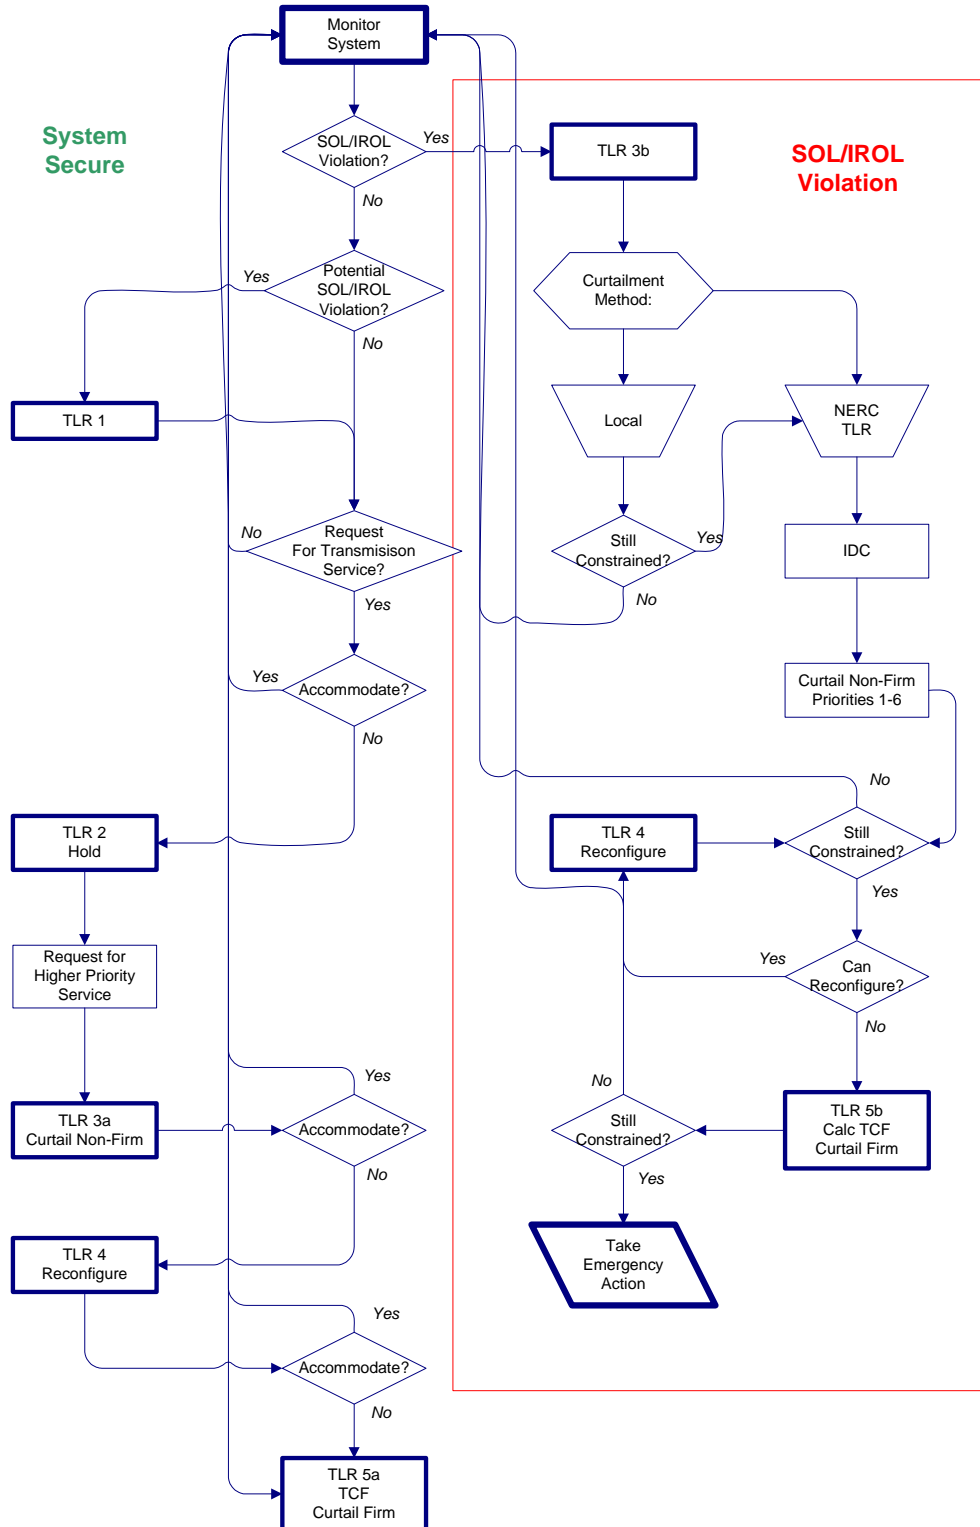 Monitor
System
System
Secure
SOL/IROL
Violation?
Yes
TLR 3b
SOL/IROL
Violation
No
Yes
Potential
SOL/IROL
Violation?
Curtailment
Method:
No
TLR 1
Local
NERC
TLR
No
Request
For Transmisison
Service?
Still
Constrained?
Yes
IDC
Yes
No
Yes
Accommodate?
Curtail Non-Firm
Priorities 1-6
No
No
TLR 2
Hold
TLR 4
Reconfigure
Still
Constrained?
Yes
Request for
Higher Priority
Service
Yes
Can
Reconfigure?
No
Yes
No
TLR 3a
Curtail Non-Firm
Accommodate?
Still
Constrained?
TLR 5b
Calc TCF
Curtail Firm
No
Yes
TLR 4
Reconfigure
Take
Emergency
Action
Yes
Accommodate?
No
TLR 5a
TCF
Curtail Firm